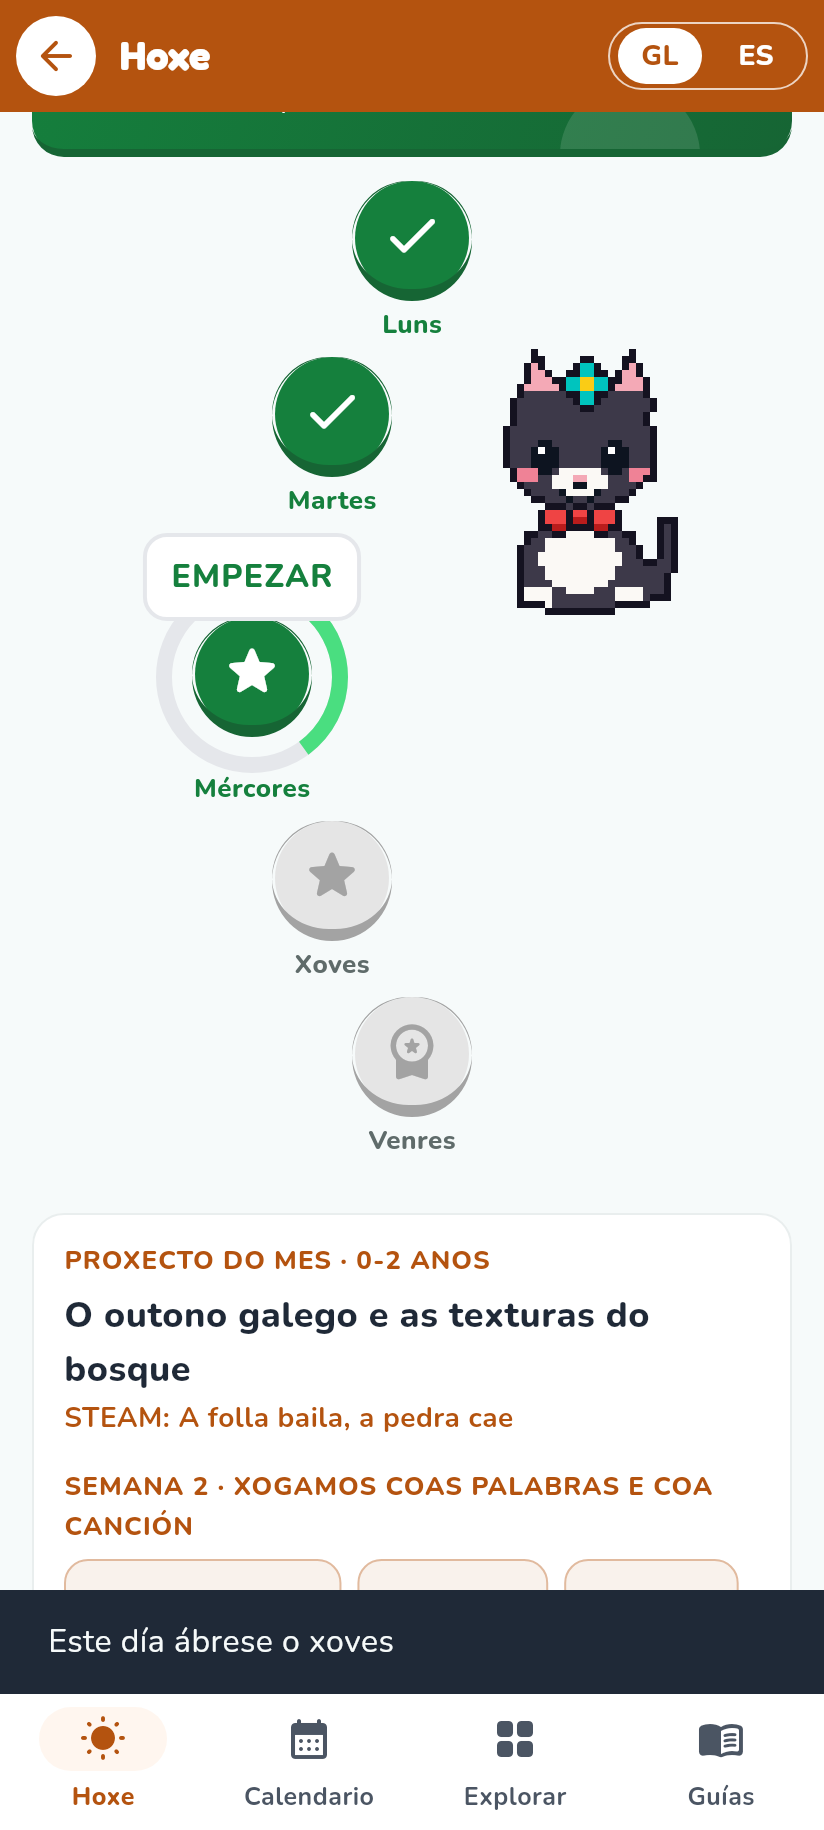 Hoxe
GL
ES
Luns
Martes
EMPEZAR
Mércores
Xoves
Venres
PROXECTO DO MES · 0-2 ANOS
O outono galego e as texturas do
bosque
STEAM: A folla baila, a pedra cae
SEMANA 2 · XOGAMOS COAS PALABRAS E COA
CANCIÓN
Este día ábrese o xoves
Hoxe
Calendario
Explorar
Guías